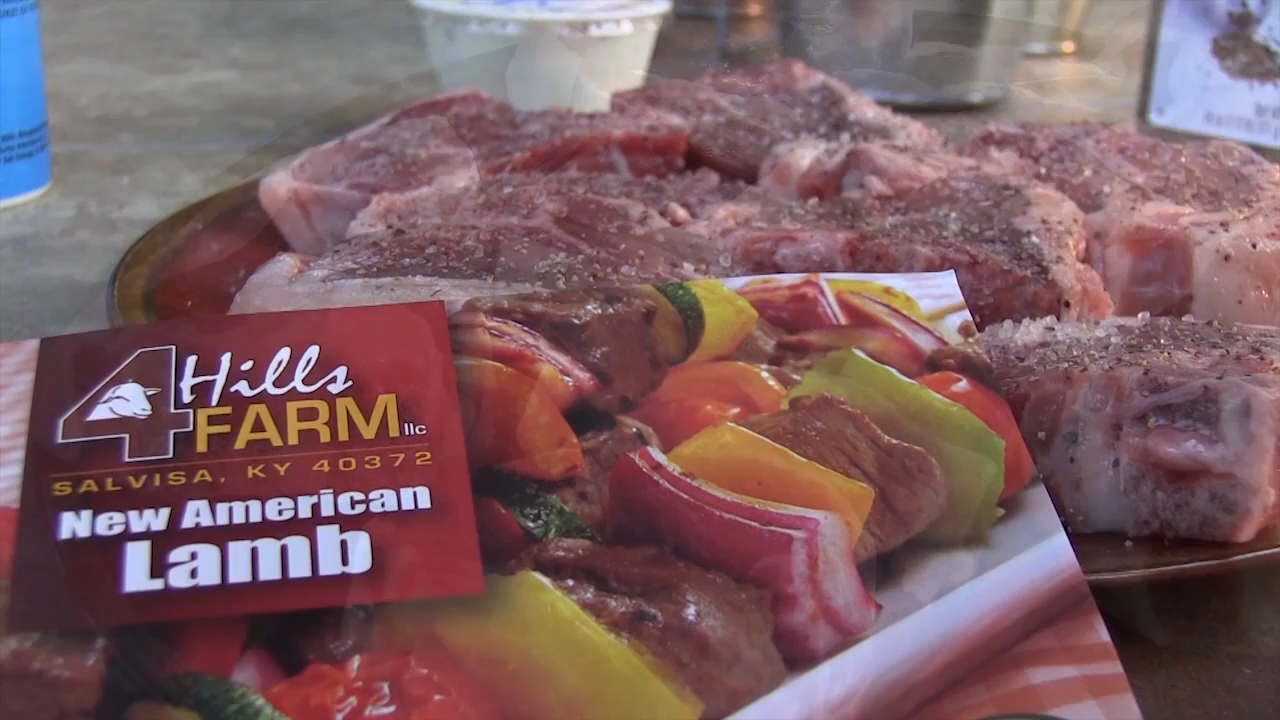 4 Hills
FARM llc
SALVISA, KY 40372
New American
Lamb